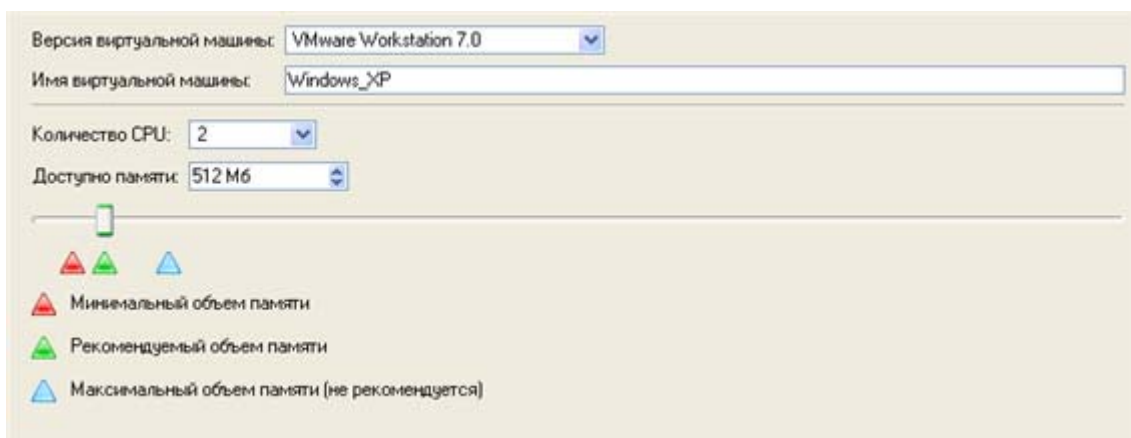 Версия виртуальной машины: VMware Workstation 7.0
Имя виртуальной машины: Windows_XP
Количество CPU: 2
Доступно памяти: 512 Мб
Минимальный объем памяти
Рекомендуемый объем памяти
Максимальный объем памяти (не рекомендуется)